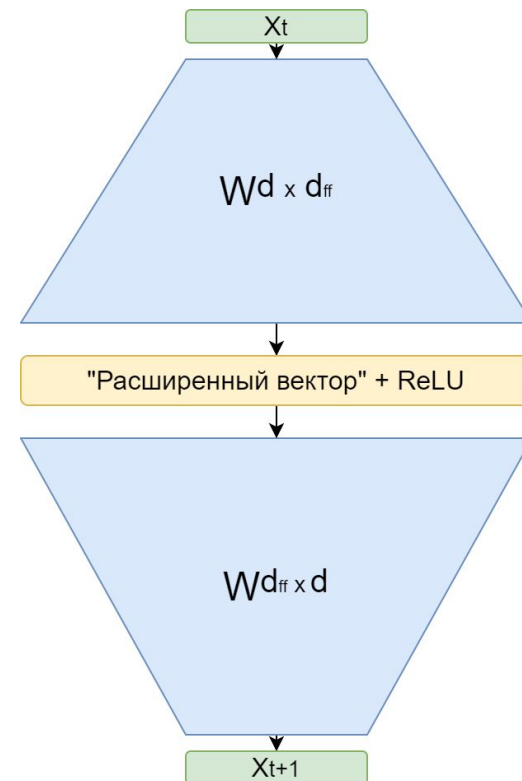 Xt
Wd x dff
"Расширенный вектор" + ReLU
Wdff x d
Xt+1